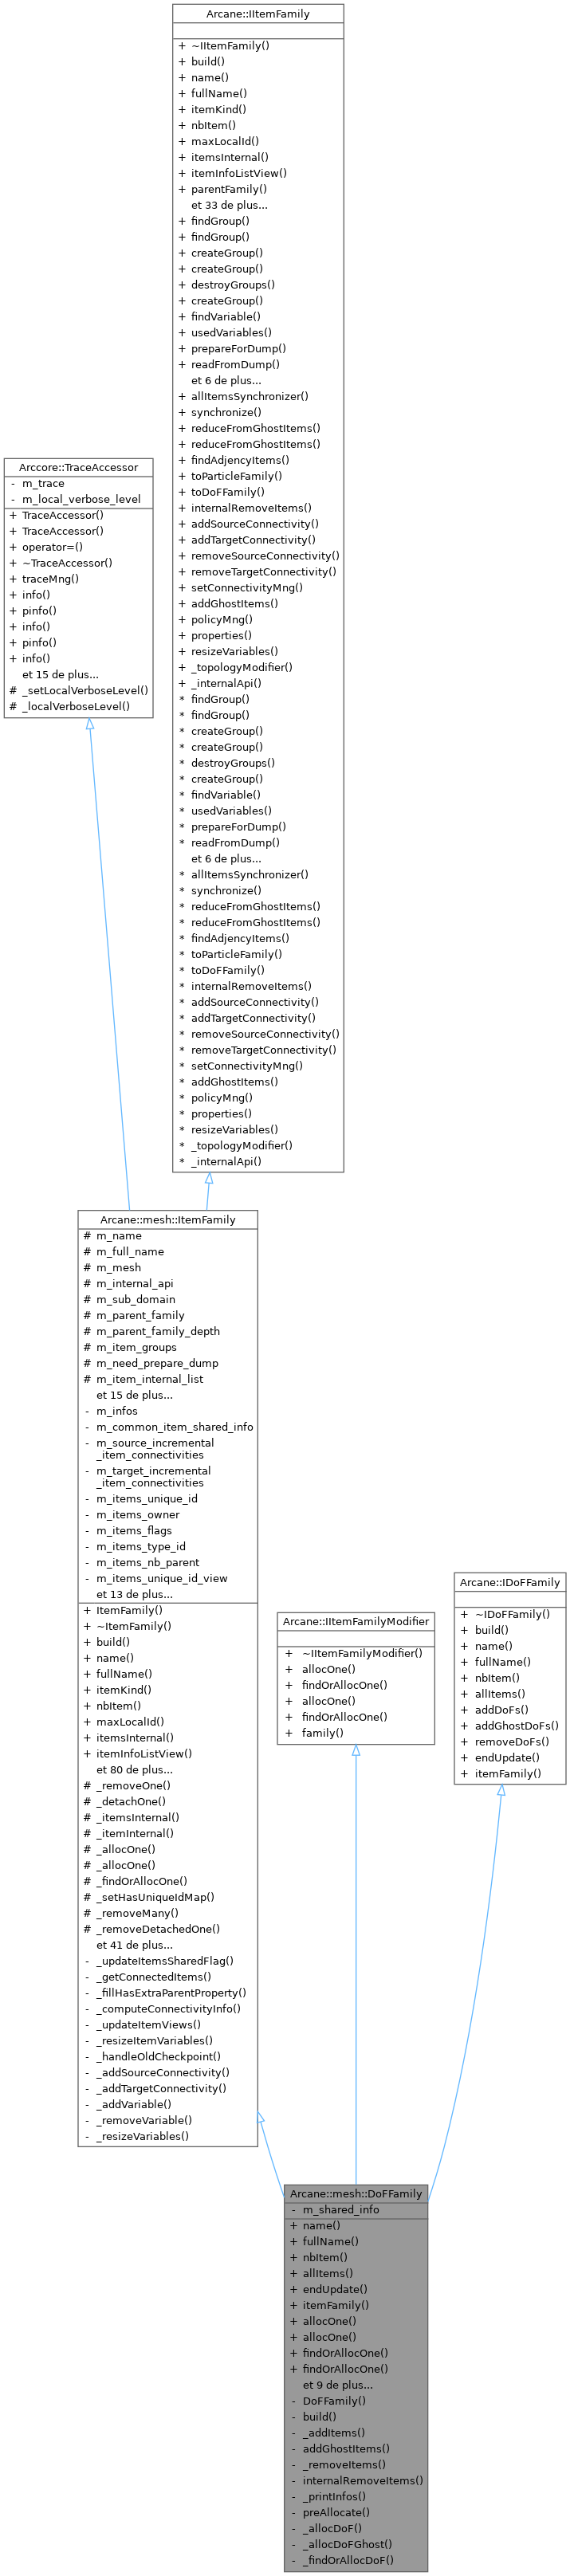 Arcane::IItemFamily
+ ~IItemFamily()
+ build()
+ name()
+ fullName()
+ itemKind()
+ nbItem()
+ maxLocalId()
+ itemsInternal()
+ itemInfoListView()
+ parentFamily()
et 33 de plus...
+ findGroup()
+ findGroup()
+ createGroup()
+ createGroup()
+ destroyGroups()
+ createGroup()
+ findVariable()
+ usedVariables()
+ prepareForDump()
+ readFromDump()
et 6 de plus...
+ allItemsSynchronizer()
+ synchronize()
+ reduceFromGhostItems()
+ reduceFromGhostItems()
+ findAdjencyItems()
+ toParticleFamily()
+ toDoFFamily()
+ internalRemoveItems()
+ addSourceConnectivity()
+ addTargetConnectivity()
+ removeSourceConnectivity()
+ removeTargetConnectivity()
+ setConnectivityMng()
+ addGhostItems()
+ policyMng()
+ properties()
+ resizeVariables()
+ _topologyModifier()
+ _internalApi()
* findGroup()
* findGroup()
* createGroup()
* createGroup()
* destroyGroups()
* createGroup()
* findVariable()
* usedVariables()
* prepareForDump()
* readFromDump()
et 6 de plus...
* allItemsSynchronizer()
* synchronize()
* reduceFromGhostItems()
* reduceFromGhostItems()
* findAdjencyItems()
* toParticleFamily()
* toDoFFamily()
* internalRemoveItems()
* addSourceConnectivity()
* addTargetConnectivity()
* removeSourceConnectivity()
* removeTargetConnectivity()
* setConnectivityMng()
* addGhostItems()
* policyMng()
* properties()
* resizeVariables()
* _topologyModifier()
* _internalApi()
Arccore::TraceAccessor
- m_trace
- m_local_verbose_level
+ TraceAccessor()
+ TraceAccessor()
+ operator=()
+ ~TraceAccessor()
+ traceMng()
+ info()
+ pinfo()
+ info()
+ pinfo()
+ info()
et 15 de plus...
# _setLocalVerboseLevel()
# _localVerboseLevel()
Arcane::mesh::ItemFamily
# m_name
# m_full_name
# m_mesh
# m_internal_api
# m_sub_domain
# m_parent_family
# m_parent_family_depth
# m_item_groups
# m_need_prepare_dump
# m_item_internal_list
et 15 de plus...
- m_infos
- m_common_item_shared_info
- m_source_incremental
_item_connectivities
- m_target_incremental
_item_connectivities
- m_items_unique_id
- m_items_owner
- m_items_flags
- m_items_type_id
- m_items_nb_parent
- m_items_unique_id_view
et 13 de plus...
+ ItemFamily()
+ ~ItemFamily()
+ build()
+ name()
+ fullName()
+ itemKind()
+ nbItem()
+ maxLocalId()
+ itemsInternal()
+ itemInfoListView()
et 80 de plus...
# _removeOne()
# _detachOne()
# _itemsInternal()
# _itemInternal()
# _allocOne()
# _allocOne()
# _findOrAllocOne()
# _setHasUniqueIdMap()
# _removeMany()
# _removeDetachedOne()
et 41 de plus...
- _updateItemsSharedFlag()
- _getConnectedItems()
- _fillHasExtraParentProperty()
- _computeConnectivityInfo()
- _updateItemViews()
- _resizeItemVariables()
- _handleOldCheckpoint()
- _addSourceConnectivity()
- _addTargetConnectivity()
- _addVariable()
- _removeVariable()
- _resizeVariables()
Arcane::IItemFamilyModifier
+ ~IItemFamilyModifier()
+ allocOne()
+ findOrAllocOne()
+ allocOne()
+ findOrAllocOne()
+ family()
Arcane::IDoFFamily
+ ~IDoFFamily()
+ build()
+ name()
+ fullName()
+ nbItem()
+ allItems()
+ addDoFs()
+ addGhostDoFs()
+ removeDoFs()
+ endUpdate()
+ itemFamily()
Arcane::mesh::DoFFamily
- m_shared_info
+ name()
+ fullName()
+ nbItem()
+ allItems()
+ endUpdate()
+ itemFamily()
+ allocOne()
+ allocOne()
+ findOrAllocOne()
+ findOrAllocOne()
et 9 de plus...
- DoFFamily()
- build()
- _addItems()
- addGhostItems()
- _removeItems()
- internalRemoveItems()
- _printInfos()
- preAllocate()
- _allocDoF()
- _allocDoFGhost()
- _findOrAllocDoF()